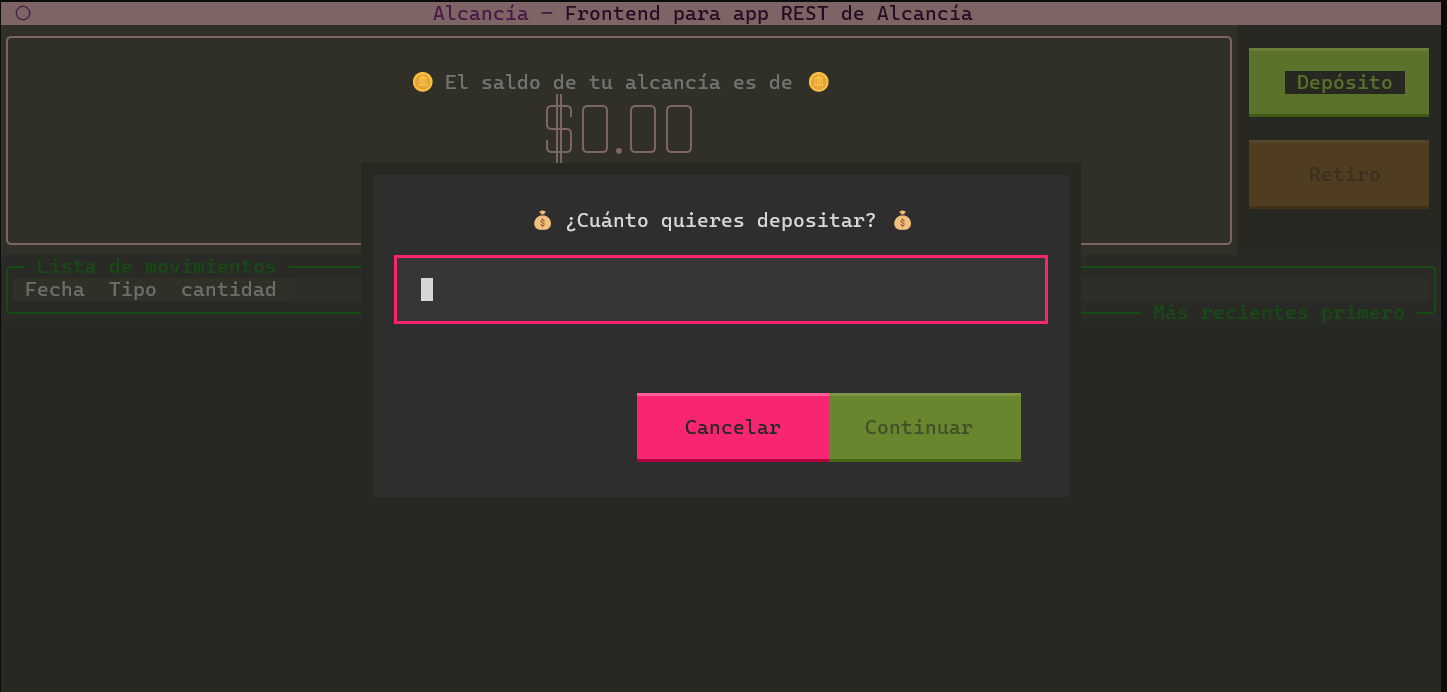 Alcancía — Frontend para app REST de Alcancía
🪙 El saldo de tu alcancía es de 🪙
$0.00
Depósito
Retiro
💰 ¿Cuánto quieres depositar? 💰
Cancelar Continuar
Lista de movimientos
Fecha Tipo cantidad
Más recientes primero